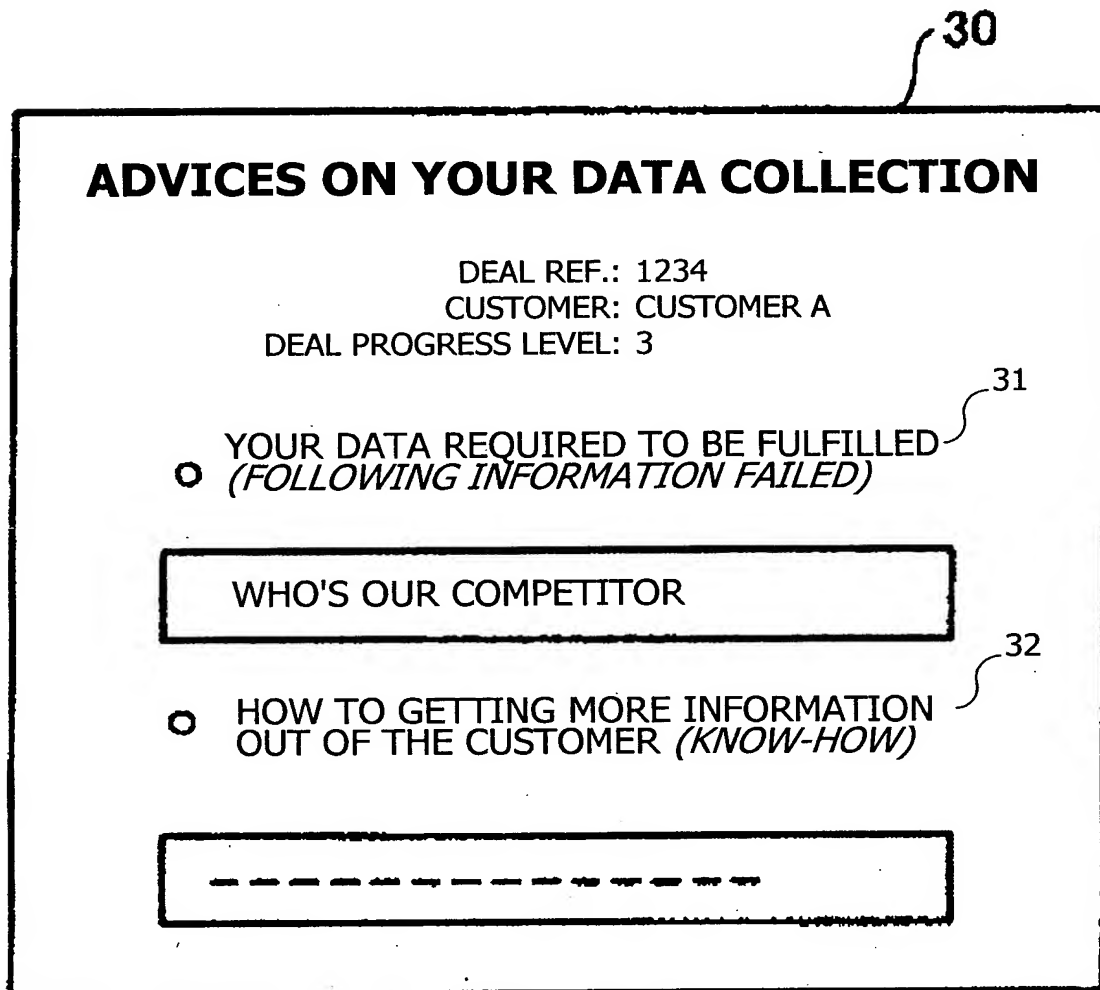 30
ADVICES ON YOUR DATA COLLECTION
DEAL REF.: 1234
CUSTOMER: CUSTOMER A
DEAL PROGRESS LEVEL: 3
31
YOUR DATA REQUIRED TO BE FULFILLED
(FOLLOWING INFORMATION FAILED)
WHO'S OUR COMPETITOR
32
HOW TO GETTING MORE INFORMATION
OUT OF THE CUSTOMER (KNOW-HOW)